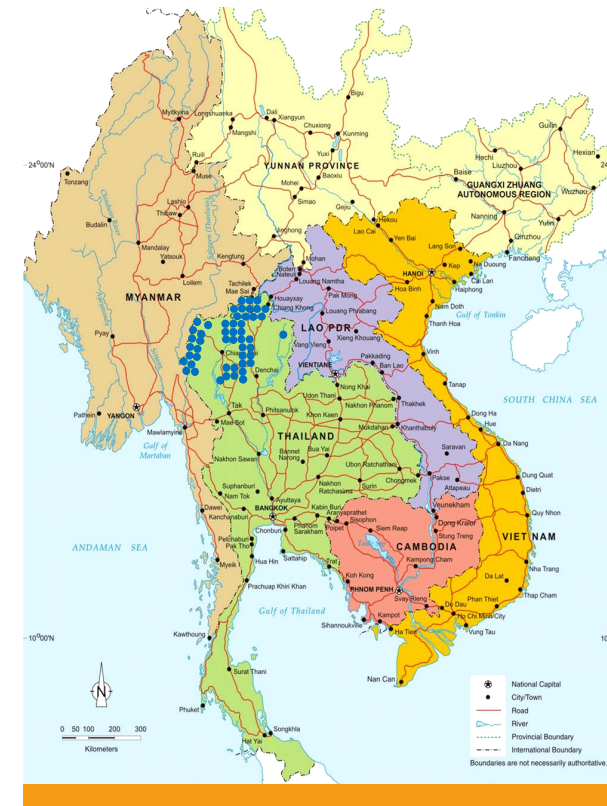 Bigu
Myitkyina
Longshuanka
Dali
Xiangyun
Mangshi
Chuxiong
Kunming
Guilin
Hechi
Hexian
Ruili
Yuxi
YUNNAN PROVINCE
Liuzhou
24°00'N
24
Muse
Baoxiu
Baise
Tonzang
Mohei
GUANGXI ZHUANG
AUTONOMOUS REGION
Wuzhou
Simao
Lashio
Gejiu
Thibaw
Nanning
Hekou
Yulin
Budalin
Jinghong
Lao Cai
Yen Bai
Qinzhou
Mandalay
Lang Son
Fancheng
Yatsouk
Kengtung
Mohan
Boten
Nateuil
Kep
Na Duoung
HANOI
Loilem
Tachilek
Louang Namtha
Hoa Binh
Cai Lan
Haiphong
Mae Sai
Houayxay
Pak Mong
MYANMAR
Chiang Khong
Nam Doth
Louang Phrabang
Gulf of Tonkin
Thanh Hoa
LAO PDR
Pyay
Xieng Khouang
Vang Vieng
Pakkading
Vinh
VIENTIANE
Ban Lao
Denchai
Nong Khai
Tanap
Udon Thani
SOUTH CHINA SEA
Pathein
YANGON
Tak
Phitsanulok
Nakhon Phanom
Thakhek
Khon Kaen
Dong Ha
Mae Sot
Mukdahan
Khanthabuly
Hue
Mawlamyine
THAILAND
Gulf of
Martaban
Da Nang
Bannet
Narong
Bua Yai
Saravan
Nakhon Sawan
Ubon Ratchathani
Chongmek
Pakse
Dung Quat
Suphanburi
Nakhon
Ratchasima
Surin
Attapeau
Nam Tok
Dietri
Ayuttaya
Veunekham
Dawei
Kabin Buri
Kanchanaburi
BANGKOK
Aranyaprathet
Quy Nhon
Phanom
Sarakham
Poipet
Sisophon
Dong Kralor
Chonburi
Siem Reap
Stung Treng
VIET NAM
Petchaburi
Pak Tho
ANDAMAN SEA
CAMBODIA
Sattahip
Hua Hin
Kampong Cham
Nha Trang
Myeik
Trat
Koh Kong
Da Lat
Prachuap Khiri Khan
PHNOM PENH
Thap Cham
Svay Rieng
Phan Thiet
Go Dau
Gulf of Thailand
Kampot
Ho Chi Minh City
Sihannoukville
Vung Tau
Ha Tien
10°00'N
10
Kawthoung
Nan Can
Surat Thani
N
National Capital
City/Town
Phuket
Road
Songkhla
River
0 50 100 200 300
Provincial Boundary
Hat Yai
Kilometers
International Boundary
Boundaries are not necessarily authoritative.